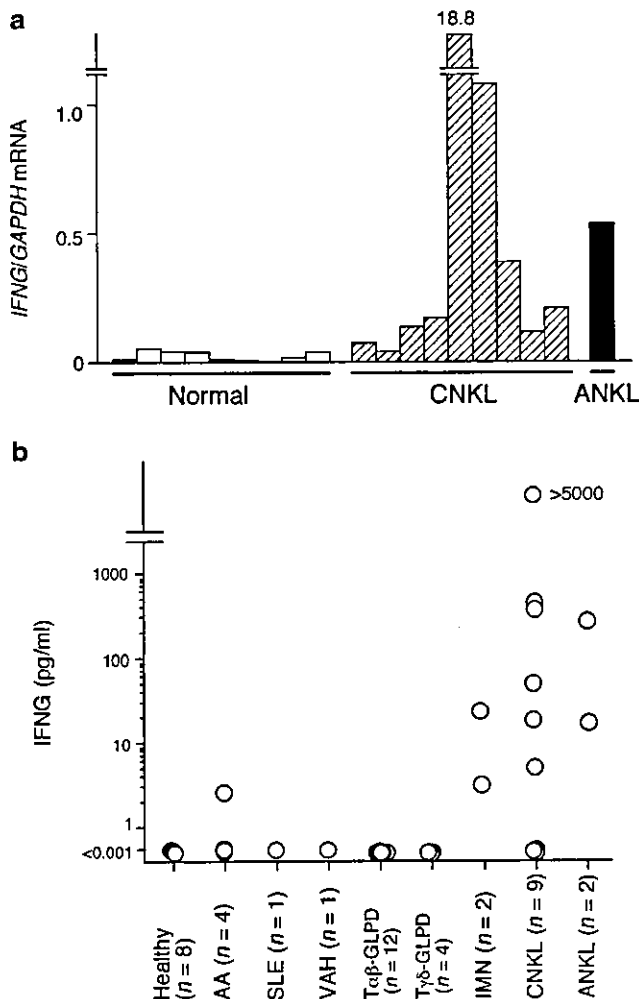 a
18.8
1.0
0.5
0
IFNG/GAPDH mRNA
Normal
CNKL
ANKL
b
>5000
1000
100
10
1
<0.001
IFNG (pg/ml)
Healthy
(n = 8)
AA (n = 4)
SLE (n = 1)
VAH (n = 1)
Tαβ-GLPD
(n = 12)
Tγδ-GLPD
(n = 4)
IMN (n = 2)
CNKL (n = 9)
ANKL (n = 2)